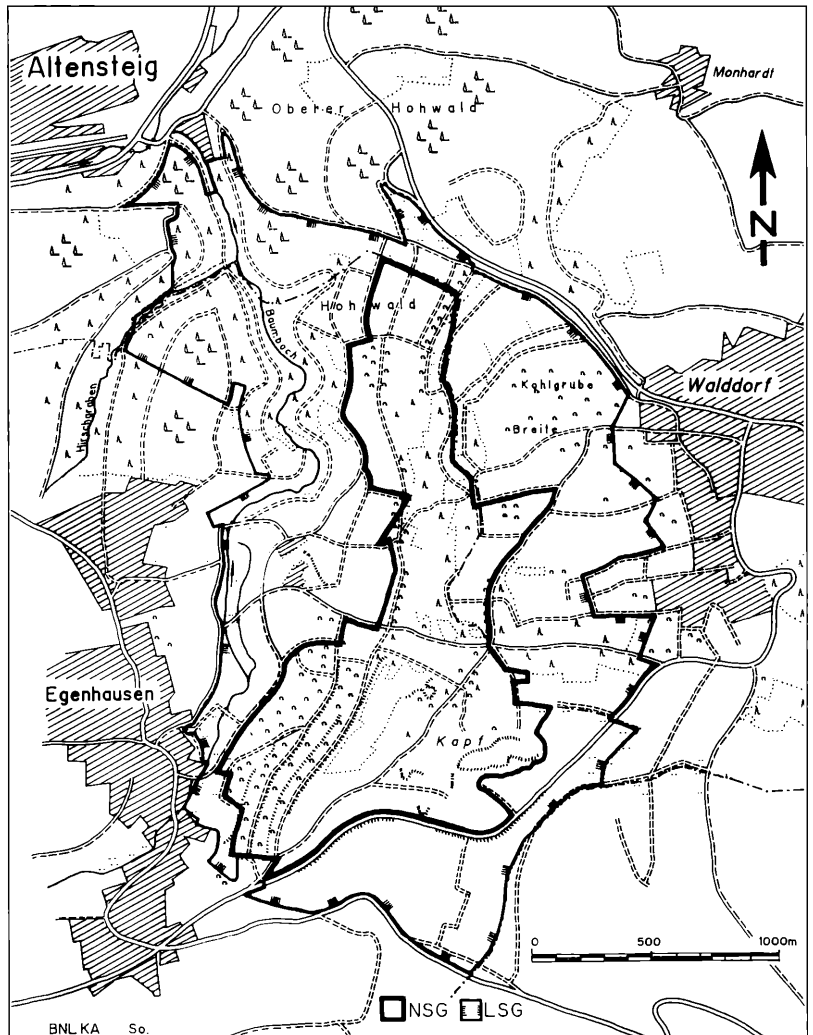 Altensteig
Monhardt
Oberer Hohwald
N
Hohwald
Baumbach
Hirschgraben
Kohlgrube
Walddorf
Breite
Egenhausen
Kapf
0 500 1000m
NSG LSG
BNL KA So.